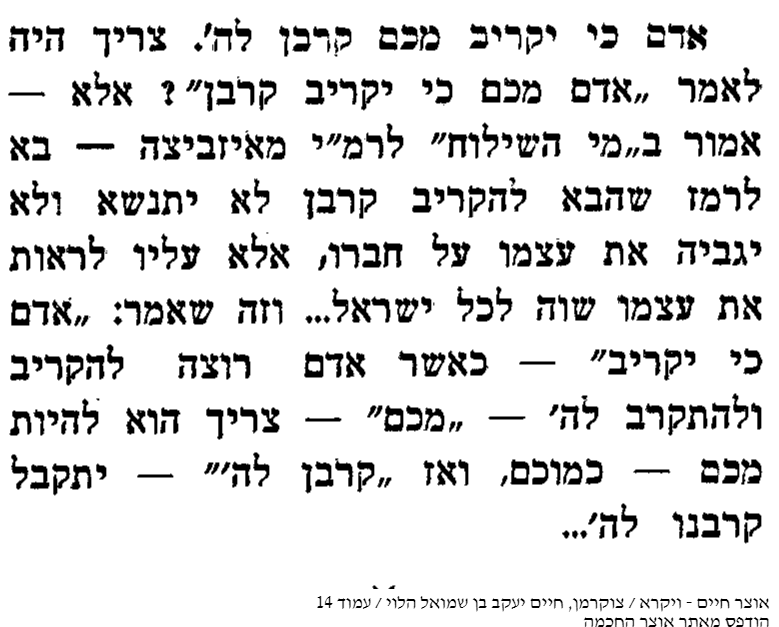 אדם כי יקריב מכם קרבן לה׳. צריך היה
לאמר „אדם מכם כי יקריב קרבן״? אלא —
אמור ב„מי השילוח״ לרמ״י מאיזביצה — בא
לרמז שהבא להקריב קרבן לא יתנשא ולא
יגביה את עצמו על חברו, אלא עליו לראות
את עצמו שוה לכל ישראל... וזה שאמר: „אדם
כי יקריב״ — כאשר אדם רוצה להקריב
ולהתקרב לה׳ — „מכם״ — צריך הוא להיות
מכם — כמוכם, ואז „קרבן לה׳״ — יתקבל
קרבנו לה׳...
אוצר חיים - ויקרא / צוקרמן, חיים יעקב בן שמואל הלוי / עמוד 14
הודפס מאתר אוצר החכמה